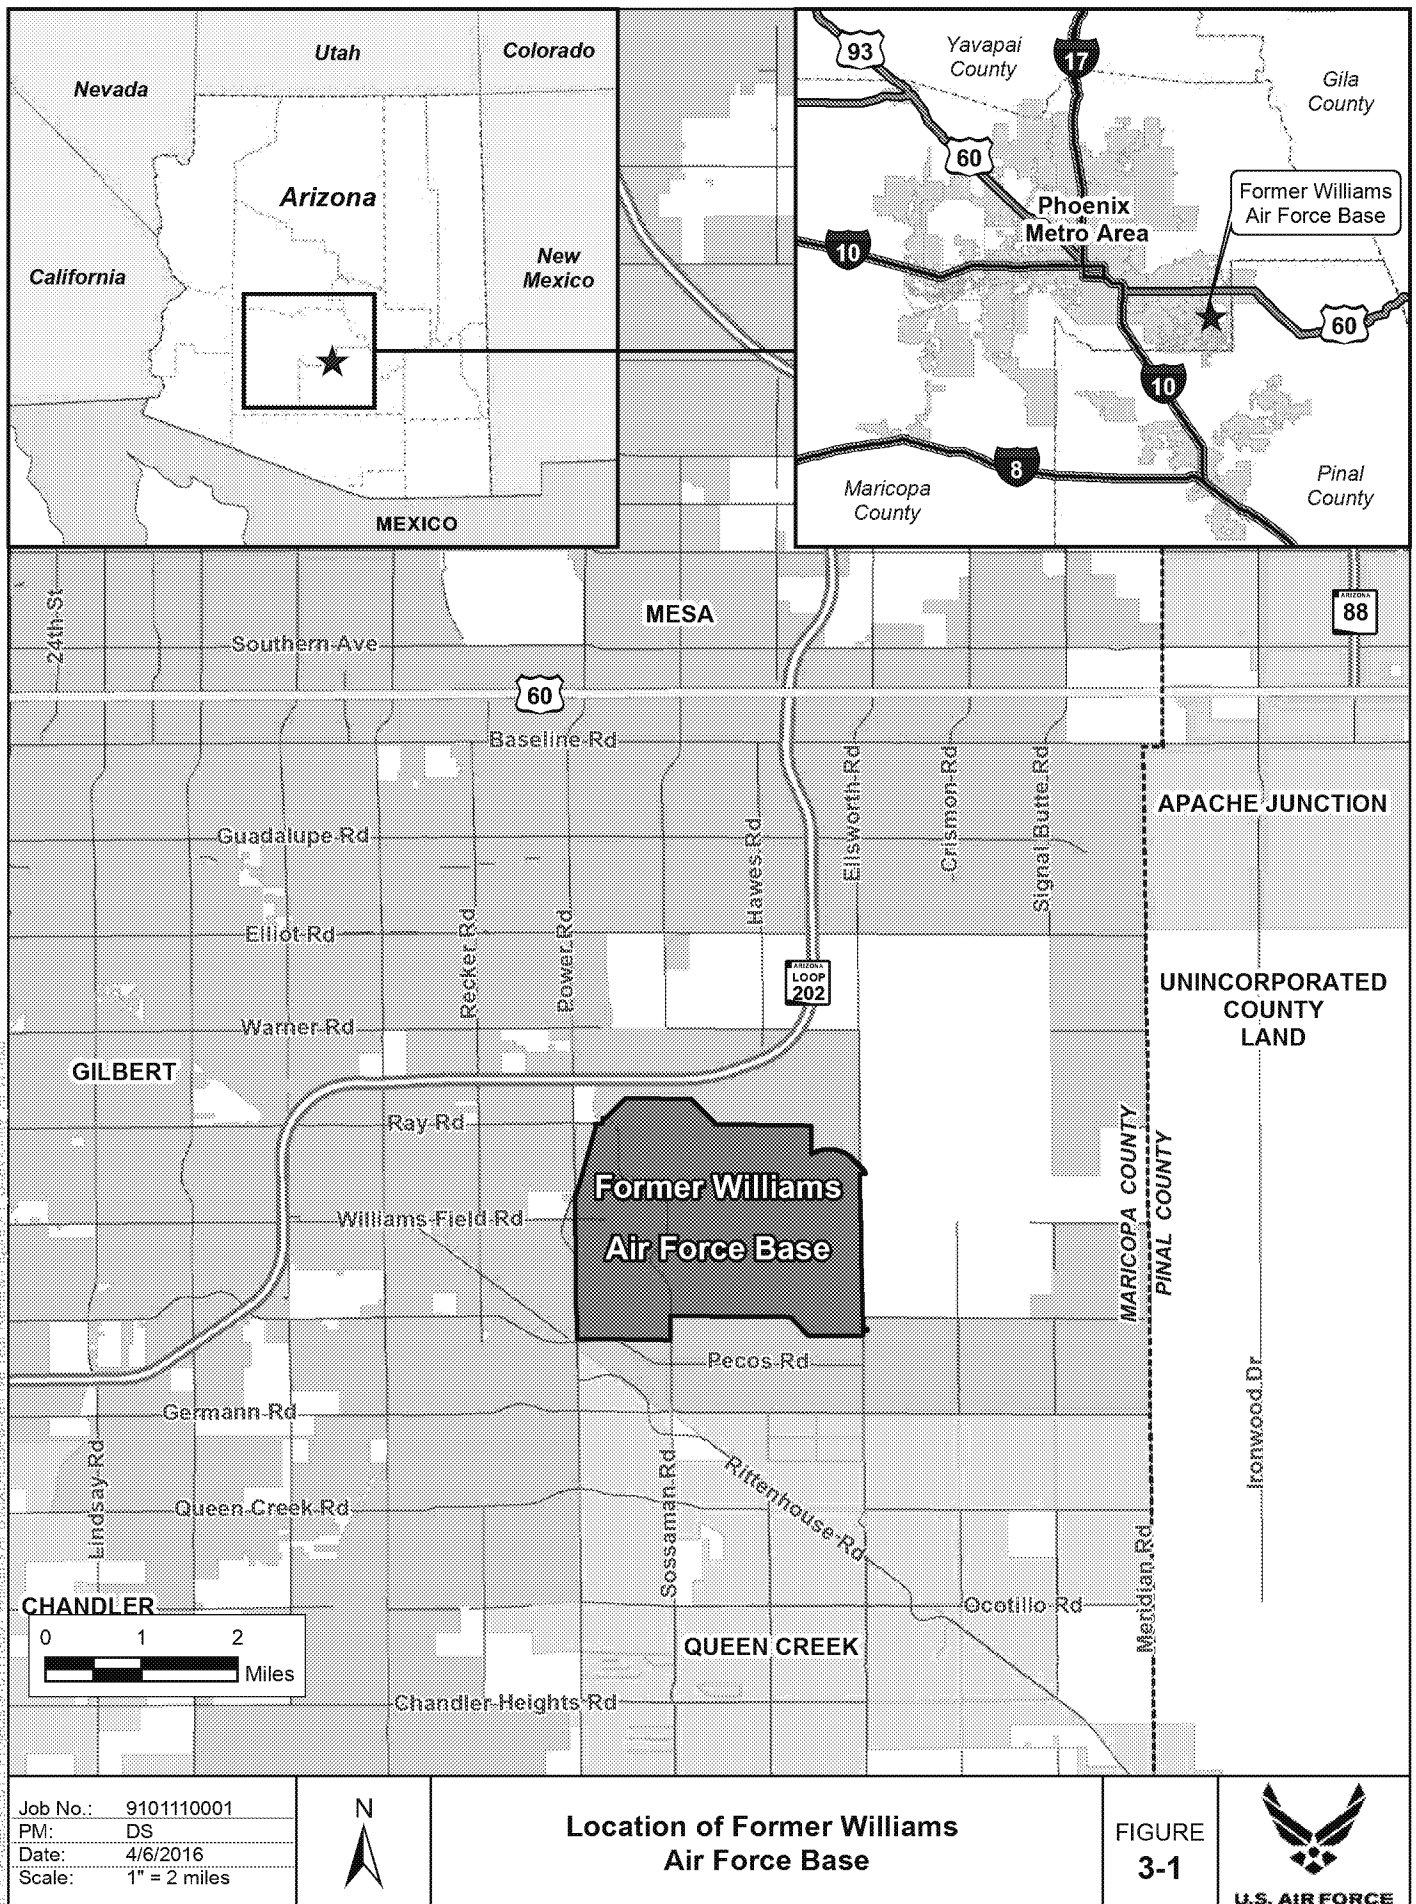 Utah
Colorado
Nevada
Arizona
California
New
Mexico
MEXICO
93
Yavapai
County
17
Gila
County
60
Former Williams
Air Force Base
Phoenix
Metro Area
10
60
10
8
Maricopa
County
Pinal
County
24th St
MESA
ARIZONA
88
Southern Ave
60
Baseline Rd
Ellsworth Rd
Crismon Rd
Signal Butte Rd
APACHE JUNCTION
Guadalupe Rd
Hawes Rd
Elliot Rd
Recker Rd
Power Rd
ARIZONA
LOOP
202
UNINCORPORATED
COUNTY
LAND
Warner Rd
GILBERT
Ray Rd
MARICOPA COUNTY
PINAL COUNTY
Former Williams
Air Force Base
Williams Field Rd
Pecos Rd
Ironwood Dr
Germann Rd
Lindsay Rd
Sossaman Rd
Rittenhouse Rd
Queen Creek Rd
Meridian Rd
CHANDLER
Ocotillo Rd
QUEEN CREEK
0 1 2
Miles
Chandler Heights Rd
Job No.: 9101110001
PM: DS
Date: 4/6/2016
Scale: 1" = 2 miles
N
Location of Former Williams
Air Force Base
FIGURE
3-1
U.S. AIR FORCE